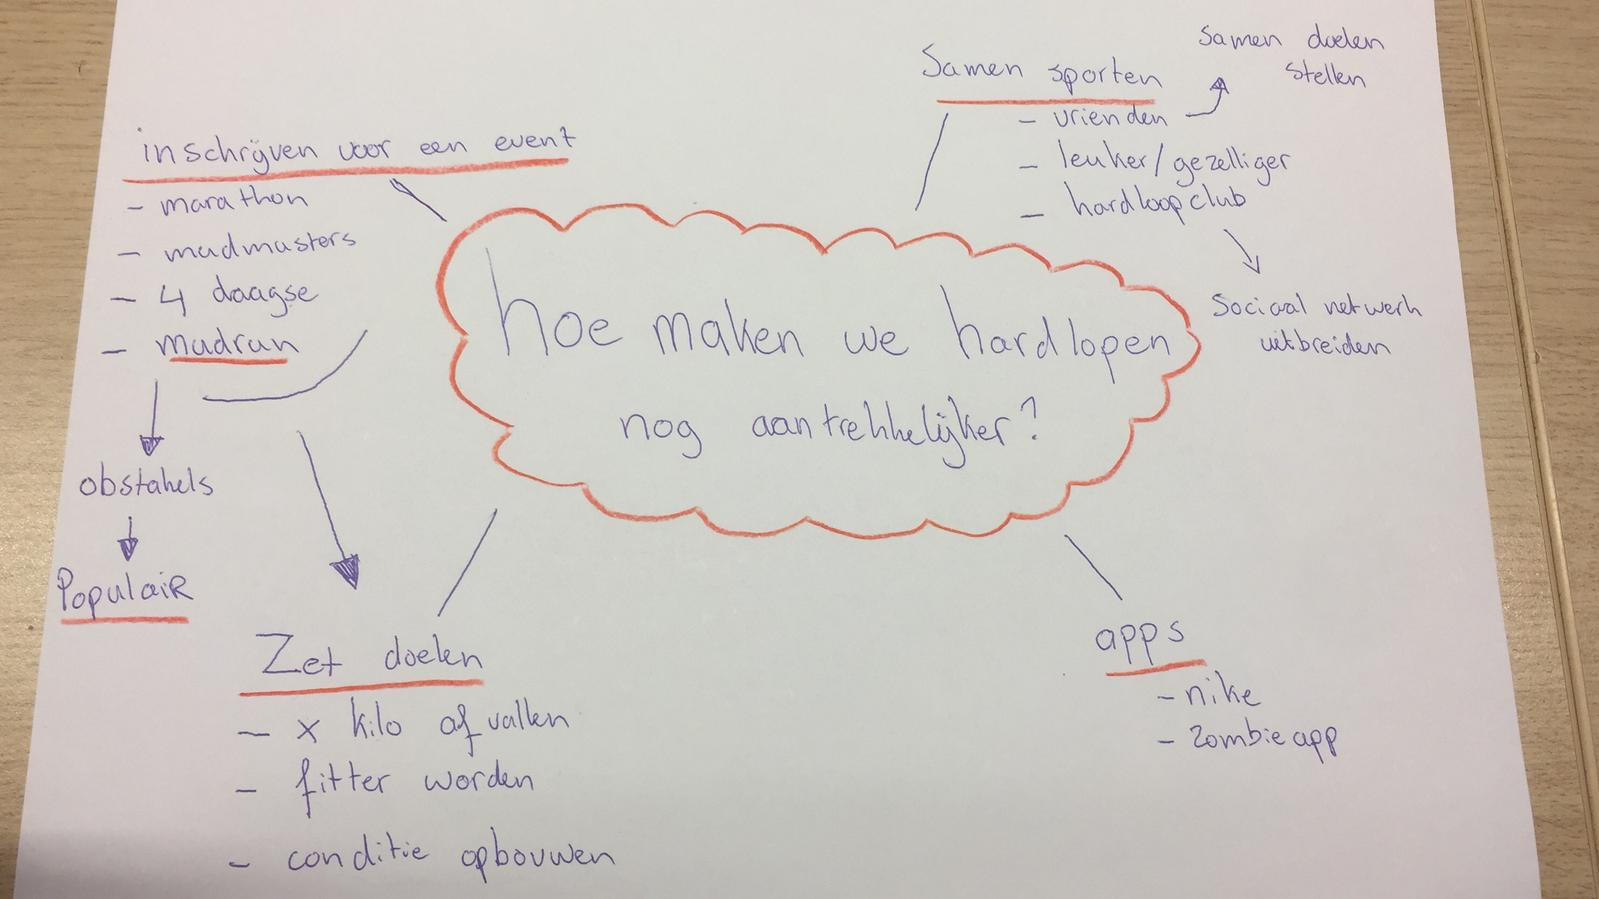 inschrijven voor een event
- marathon
- mudmasters
- 4 daagse
- mudrun
obstakels
Populair
Samen sporten
- vrienden
- leuker/gezelliger
- hardloopclub
Samen doelen
stellen
Sociaal netwerk
uitbreiden
hoe maken we hardlopen
nog aantrekkelijker?
Zet doelen
- x kilo afvallen
- fitter worden
- conditie opbouwen
apps
- nike
- zombie app